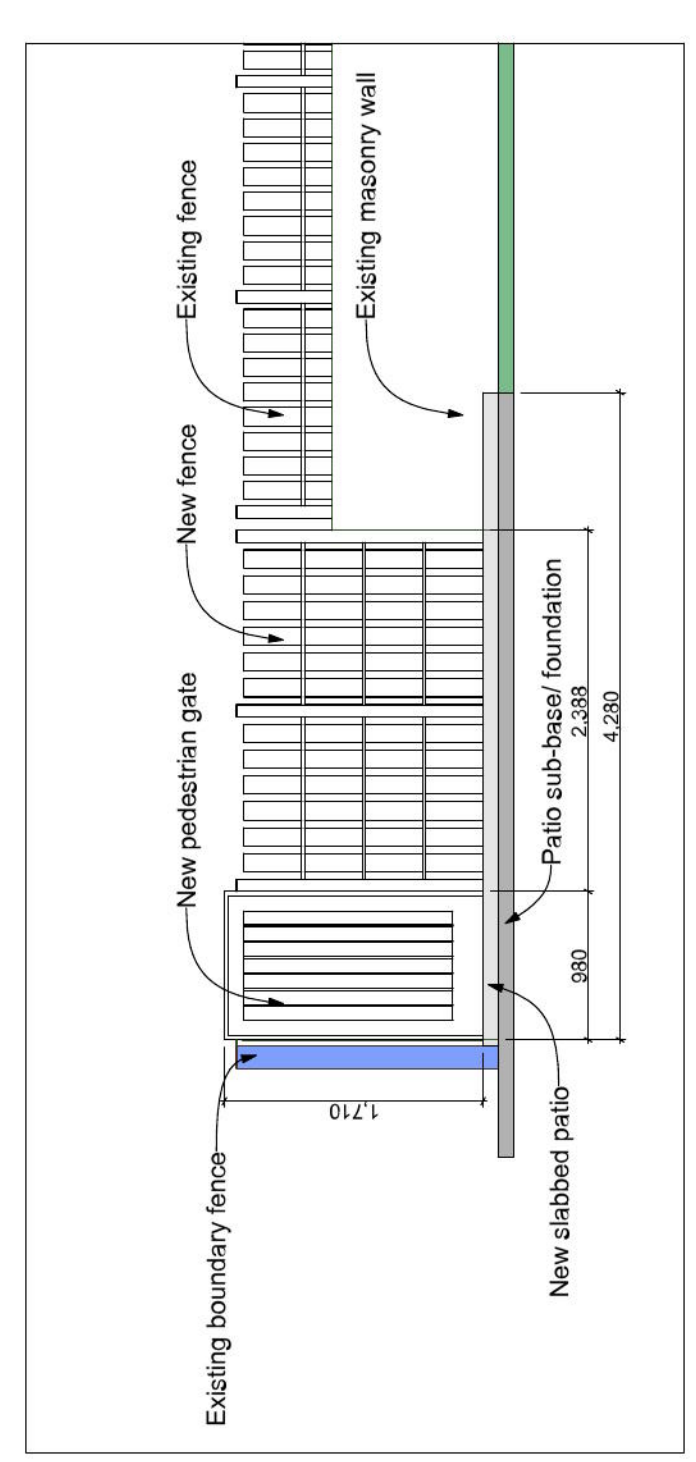 Existing boundary fence
New pedestrian gate
New fence
Existing fence
Existing masonry wall
1,710
980
2,388
4,280
New slabbed patio
Patio sub-base/ foundation